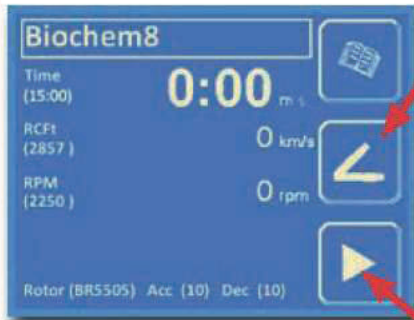 Biochem8
Time 0:00 m s
(15:00)
RCFt 0 km/s
(2857 )
RPM 0 rpm
(2250 )
Rotor (BR5505) Acc (10) Dec (10)